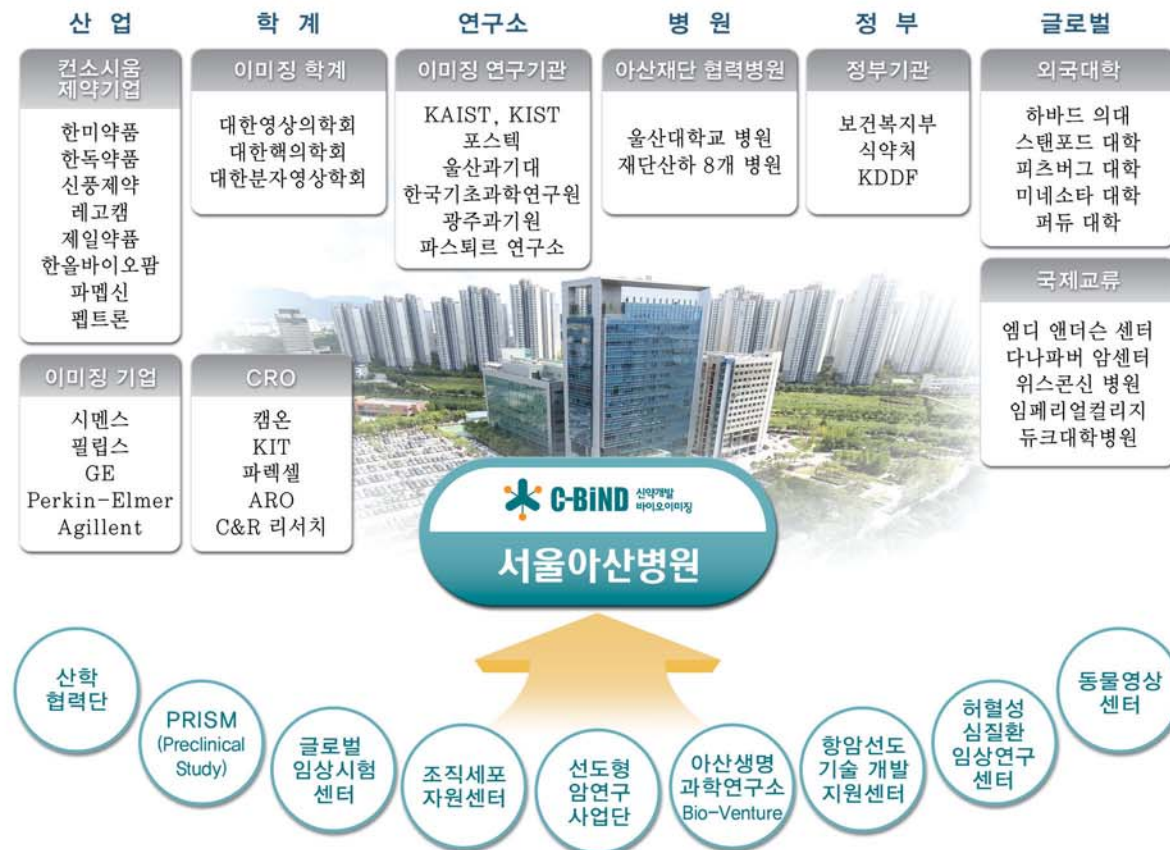 산 업
학 계
연구소
병 원
정 부
글로벌
컨소시움
제약기업
한미약품
한독약품
신풍제약
레고캠
제일약품
한올바이오팜
파멥신
펩트론
이미징 학계
대한영상의학회
대한핵의학회
대한분자영상학회
이미징 연구기관
KAIST, KIST
포스텍
울산과기대
한국기초과학연구원
광주과기원
파스퇴르 연구소
아산재단 협력병원
울산대학교 병원
재단산하 8개 병원
정부기관
보건복지부
식약처
KDDF
외국대학
하바드 의대
스탠포드 대학
피츠버그 대학
미네소타 대학
퍼듀 대학
국제교류
엠디 앤더슨 센터
다나파버 암센터
위스콘신 병원
임페리얼컬리지
듀크대학병원
이미징 기업
시멘스
필립스
GE
Perkin-Elmer
Agillent
CRO
캠온
KIT
파렉셀
ARO
C&R 리서치
C-BiND 신약개발
바이오이미징
서울아산병원
산학
협력단
PRISM
(Preclinical
Study)
글로벌
임상시험
센터
조직세포
자원센터
선도형
암연구
사업단
아산생명
과학연구소
Bio-Venture
항암선도
기술 개발
지원센터
허혈성
심질환
임상연구
센터
동물영상
센터